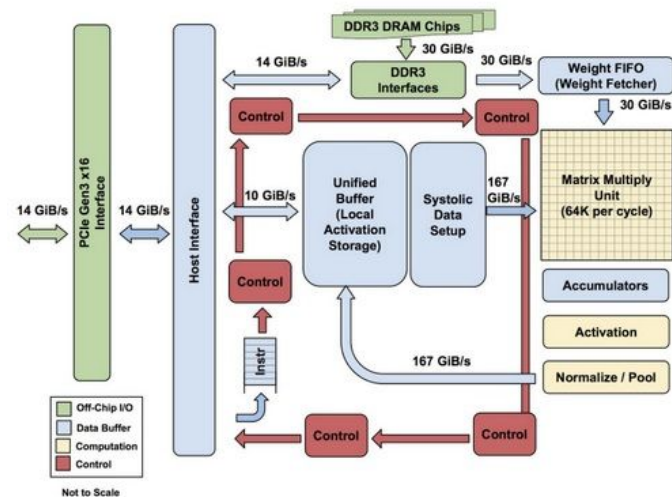 DDR3 DRAM Chips
30 GiB/s
14 GiB/s
DDR3
Interfaces
30 GiB/s
Weight FIFO
(Weight Fetcher)
30 GiB/s
Control
Control
PCIe Gen3 x16
Interface
14 GiB/s
14 GiB/s
Host Interface
10 GiB/s
Unified
Buffer
(Local
Activation
Storage)
Systolic
Data
Setup
167
GiB/s
Matrix Multiply
Unit
(64K per cycle)
Control
Accumulators
Activation
Instr
167 GiB/s
Normalize / Pool
Off-Chip I/O
Data Buffer
Computation
Control
Control
Control
Not to Scale